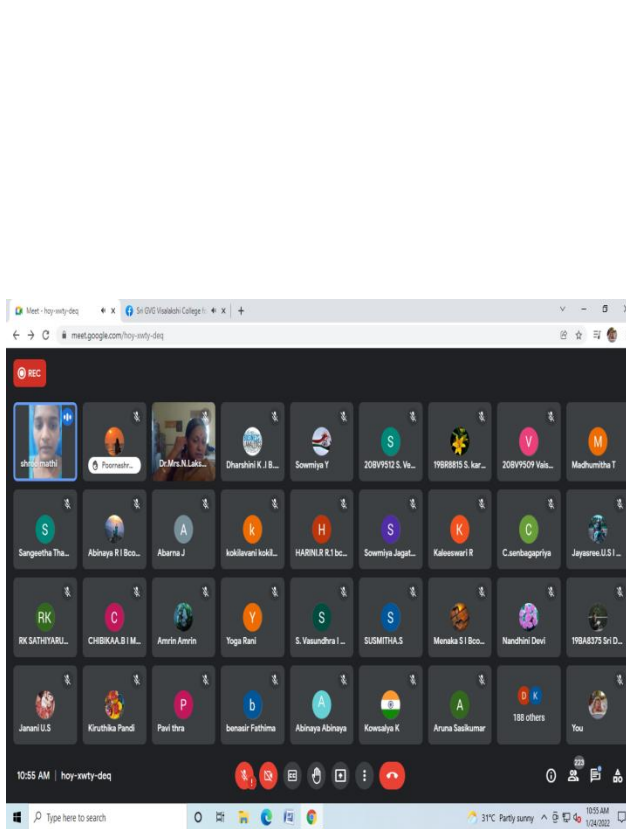 Meet - hoy-xwty-deq
Sri GVG Visalakshi College f
meet.google.com/hoy-xwty-deq
REC
shree mathi
Poornashr...
Dr.Mrs.N.Laks...
Dharshini K .I B...
Sowmiya Y
S
20BV9512 S. Va...
19BR8815 S. kar...
V
20BV9509 Vais...
M
Madhumitha T
S
Sangeetha Tha...
Abinaya R I Bco...
A
Abarna J
k
kokilavani kokil...
H
HARINI.R R.1 bc...
S
Sowmiya Jagat...
K
Kaleeswari R
C
C.senbagapriya
Jayasree.U.S I ...
RK
RK SATHIYARU...
C
CHIBIKAA.B I M...
Amrin Amrin
Y
Yoga Rani
S
S. Vasundhra I ...
S
SUSMITHA.S
Menaka S I Bco...
Nandhini Devi
19BA8375 Sri D...
Janani U.S
Kiruthika Pandi
P
Pavi thra
b
benasir Fathima
A
Abinaya Abinaya
Kowsalya K
A
Aruna Sasikumar
D K
188 others
You
10:55 AM | hoy-xwty-deq
223
Type here to search
31°C Partly sunny
10:55 AM
1/24/2022